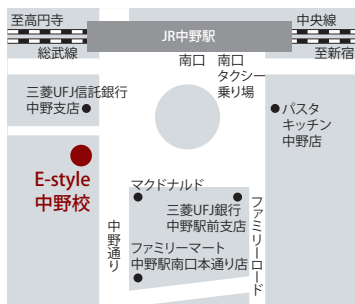 至高円寺
中央線
JR中野駅
総武線
至新宿
南口
南口
タクシー
乗り場
三菱UFJ信託銀行
中野支店
パスタ
キッチン
中野店
E-style
中野校
マクドナルド
三菱UFJ銀行
中野駅前支店
ファミリーマート
中野駅南口本通り店
中野通り
ファミリーロード